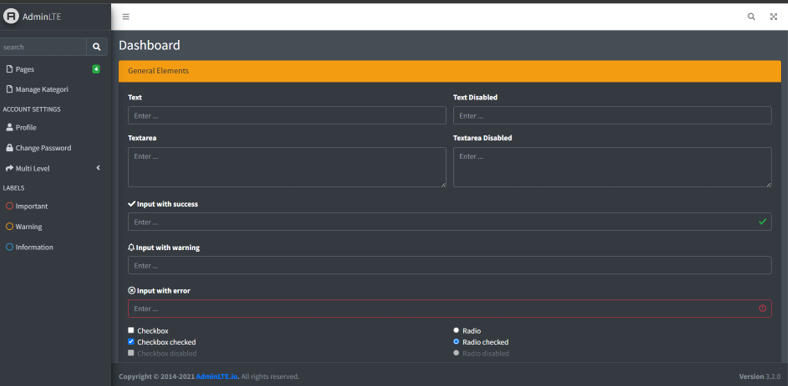 AdminLTE
search
Pages 4
Manage Kategori
ACCOUNT SETTINGS
Profile
Change Password
Multi Level
LABELS
Important
Warning
Information
Dashboard
General Elements
Text
Enter ...
Text Disabled
Enter ...
Textarea
Enter ...
Textarea Disabled
Enter ...
Input with success
Enter ...
Input with warning
Enter ...
Input with error
Enter ...
Checkbox
Checkbox checked
Checkbox disabled
Radio
Radio checked
Radio disabled
Copyright © 2014-2021 AdminLTE.io. All rights reserved.
Version 3.2.0